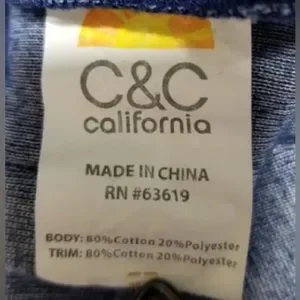 C&C
california
MADE IN CHINA
RN #63619
BODY: 80%Cotton 20%Polyester
TRIM: 80%Cotton 20%Polyester